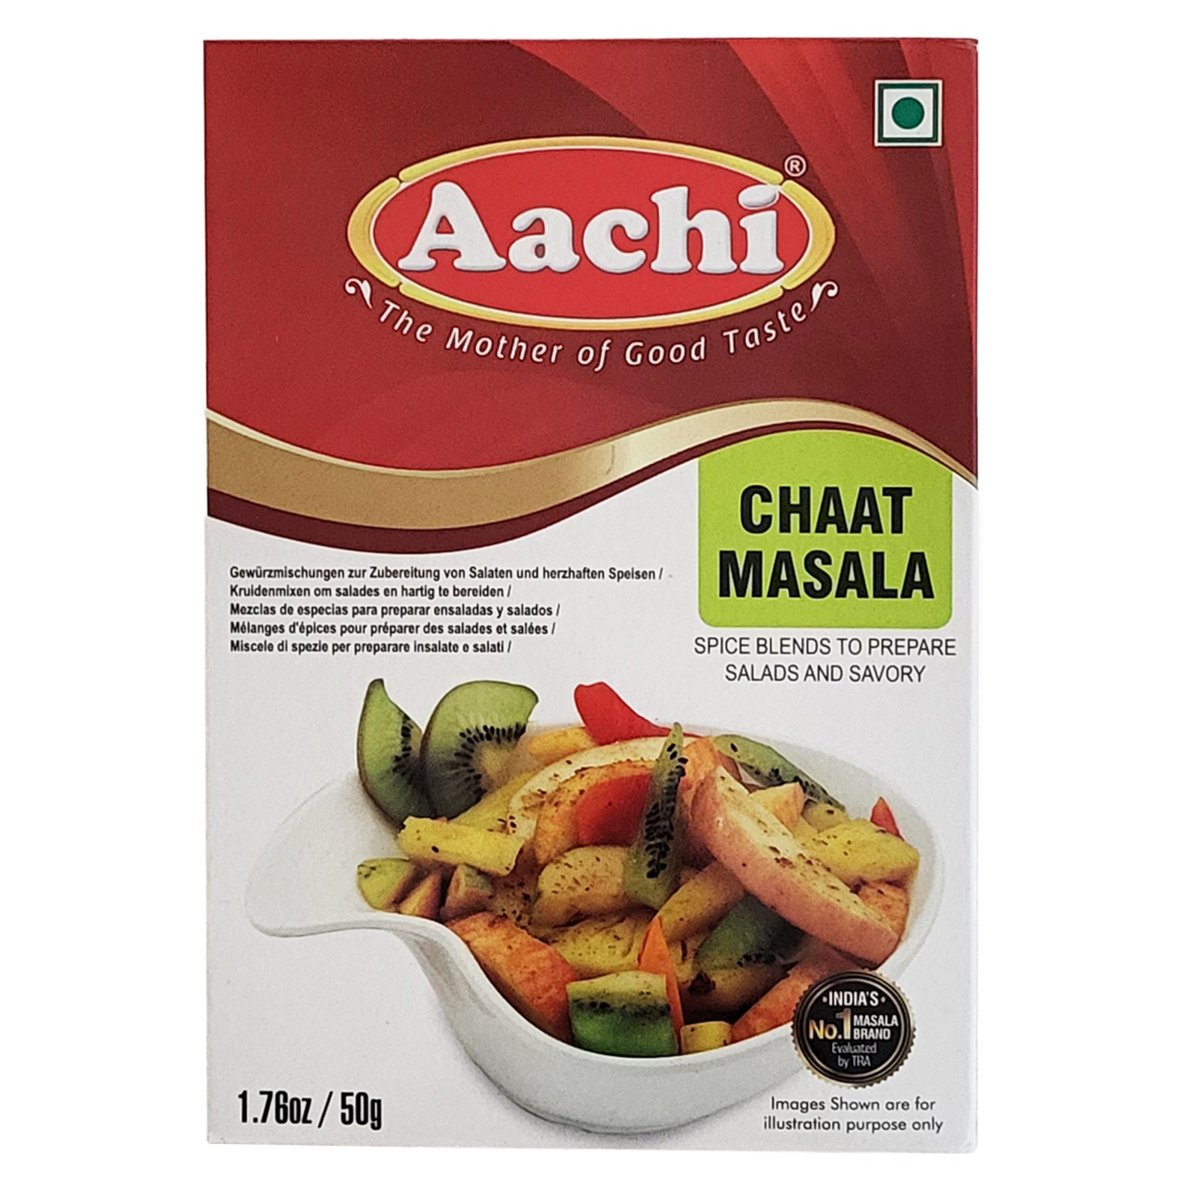 Aachi®
The Mother of Good Taste
CHAAT
MASALA
SPICE BLENDS TO PREPARE
SALADS AND SAVORY
Gewürzmischungen zur Zubereitung von Salaten und herzhaften Speisen /
Kruidenmixen om salades en hartig te bereiden /
Mezclas de especias para preparar ensaladas y salados /
Mélanges d'épices pour préparer des salades et salées /
Miscele di spezie per preparare insalate e salati /
·INDIA'S·
No.1 MASALA
BRAND
Evaluated
by TRA
1.76oz / 50g
Images Shown are for
illustration purpose only